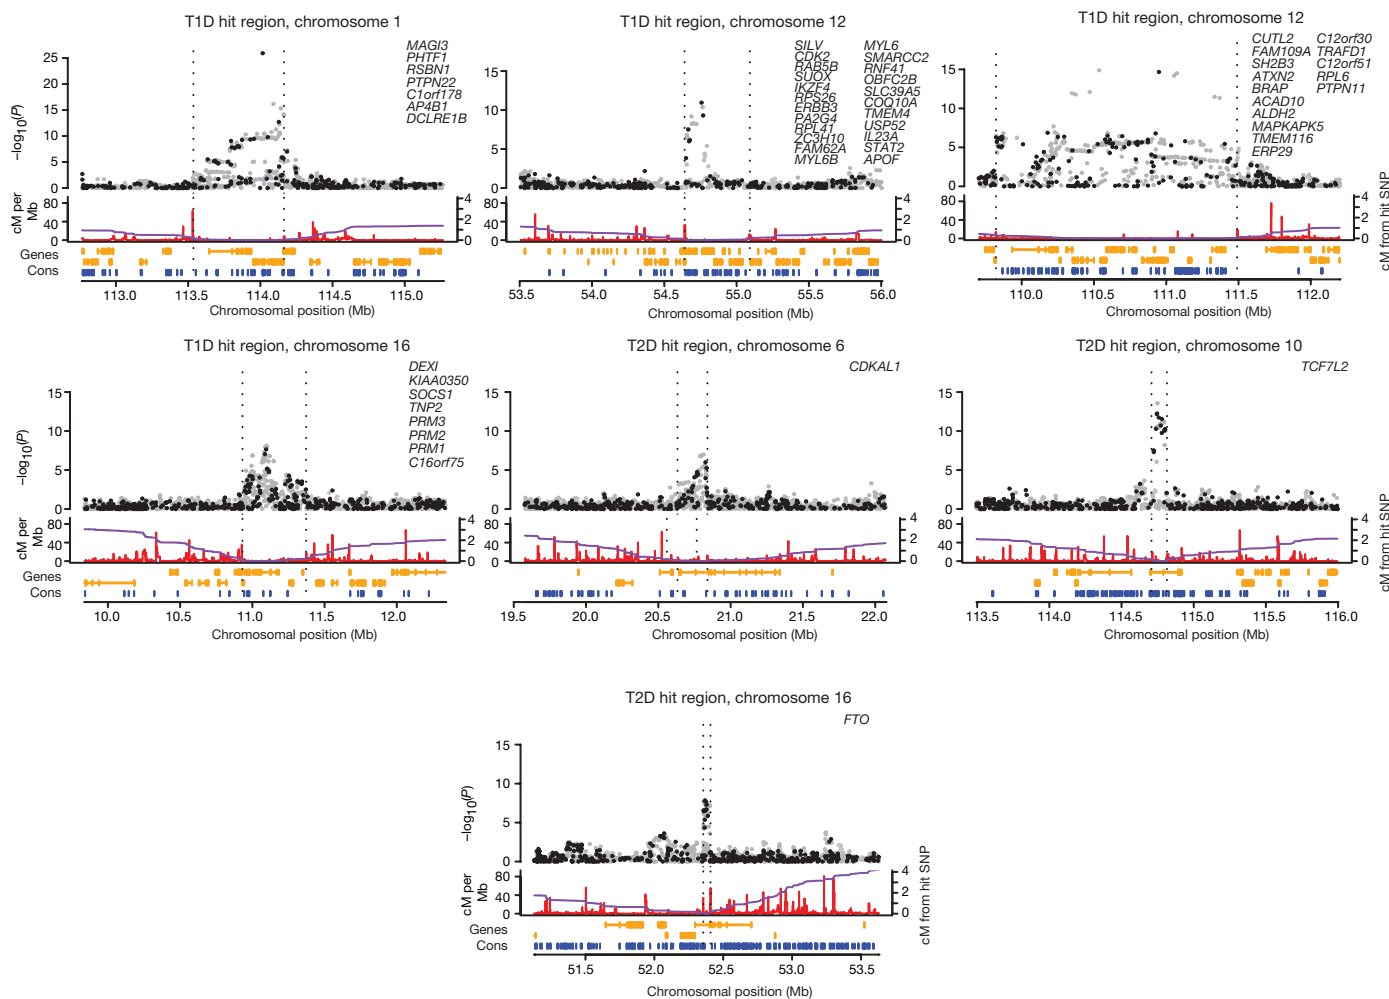 T1D hit region, chromosome 1
MAGI3
PHTF1
RSBN1
PTPN22
C1orf178
AP4B1
DCLRE1B
−log10(P)
25
20
15
10
5
0
cM per Mb
80
40
0
4
2
0
Genes
Cons
113.0 113.5 114.0 114.5 115.0
Chromosomal position (Mb)
T1D hit region, chromosome 12
SILV MYL6
CDK2 SMARCC2
RAB5B RNF41
SUOX OBFC2B
IKZF4 SLC39A5
RPS26 COQ10A
ERBB3 TMEM4
PA2G4 USP52
RPL41 IL23A
ZC3H10 STAT2
FAM62A APOF
MYL6B
15
10
5
0
80
40
0
4
2
0
53.5 54.0 54.5 55.0 55.5 56.0
Chromosomal position (Mb)
T1D hit region, chromosome 12
CUTL2 C12orf30
FAM109A TRAFD1
SH2B3 C12orf51
ATXN2 RPL6
BRAP PTPN11
ACAD10
ALDH2
MAPKAPK5
TMEM116
ERP29
15
10
5
0
80
40
0
4
2
0
cM from hit SNP
110.0 110.5 111.0 111.5 112.0
Chromosomal position (Mb)
T1D hit region, chromosome 16
DEXI
KIAA0350
SOCS1
TNP2
PRM3
PRM2
PRM1
C16orf75
−log10(P)
15
10
5
0
cM per Mb
80
40
0
4
2
0
Genes
Cons
10.0 10.5 11.0 11.5 12.0
Chromosomal position (Mb)
T2D hit region, chromosome 6
CDKAL1
15
10
5
0
80
40
0
4
2
0
19.5 20.0 20.5 21.0 21.5 22.0
Chromosomal position (Mb)
T2D hit region, chromosome 10
TCF7L2
15
10
5
0
80
40
0
4
2
0
cM from hit SNP
113.5 114.0 114.5 115.0 115.5 116.0
Chromosomal position (Mb)
T2D hit region, chromosome 16
FTO
−log10(P)
15
10
5
0
cM per Mb
80
40
0
4
2
0
cM from hit SNP
Genes
Cons
51.5 52.0 52.5 53.0 53.5
Chromosomal position (Mb)